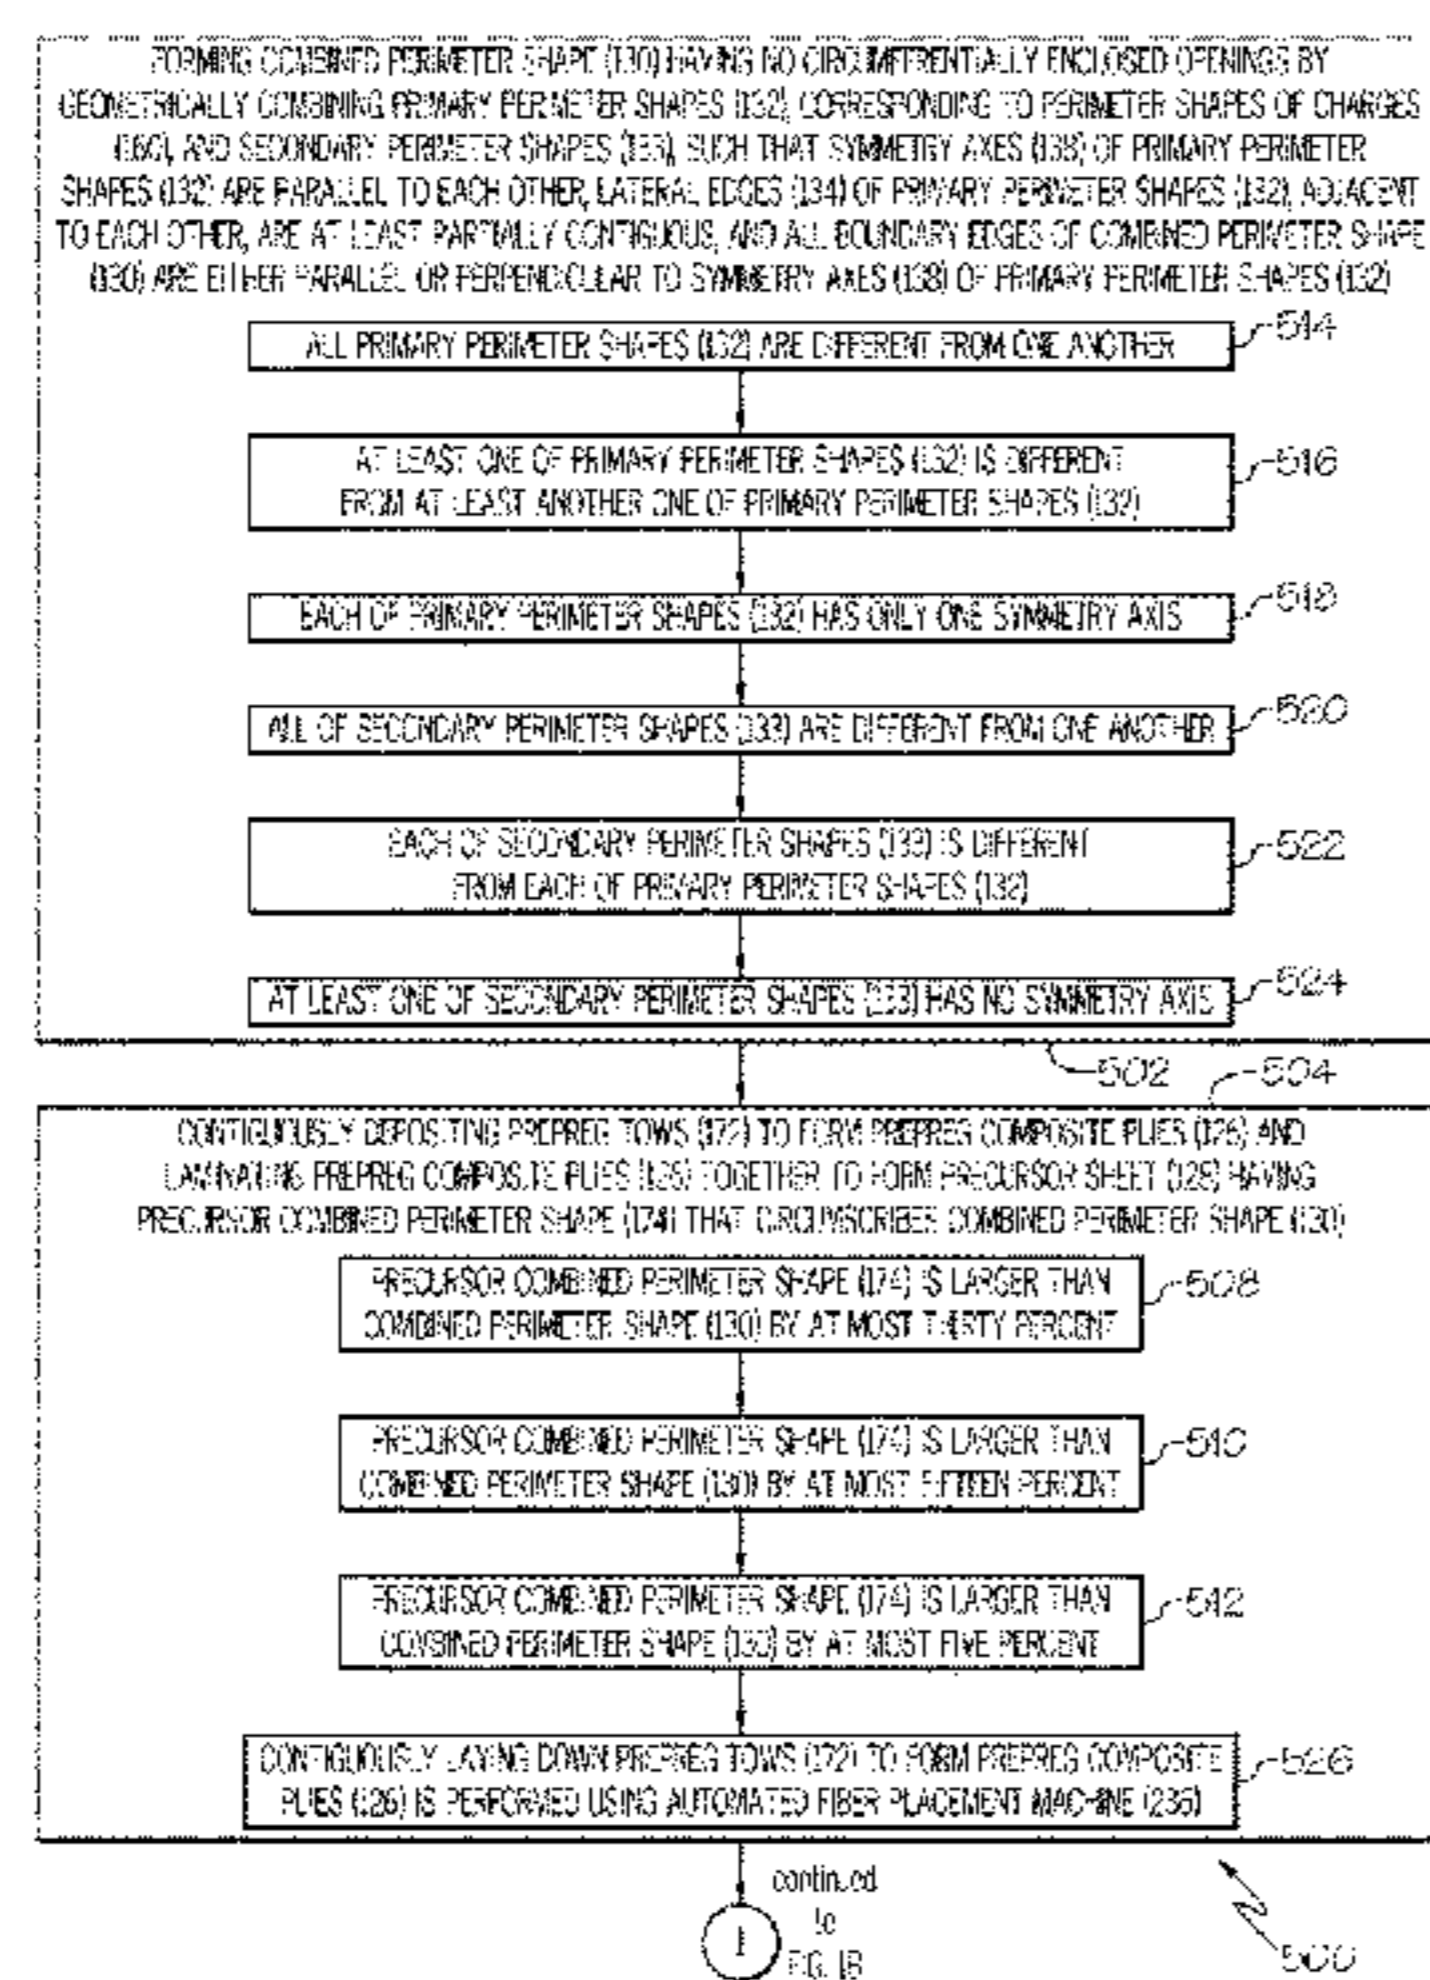 FORMING COMBINED PERIMETER SHAPE (130) HAVING NO CIRCUMFERENTIALLY ENCLOSED OPENINGS BY
GEOMETRICALLY COMBINING PRIMARY PERIMETER SHAPES (132), CORRESPONDING TO PERIMETER SHAPES OF CHARGES
(160), AND SECONDARY PERIMETER SHAPES (133), SUCH THAT SYMMETRY AXES (138) OF PRIMARY PERIMETER
SHAPES (132) ARE PARALLEL TO EACH OTHER, LATERAL EDGES (134) OF PRIMARY PERIMETER SHAPES (132), ADJACENT
TO EACH OTHER, ARE AT LEAST PARTIALLY CONTIGUOUS, AND ALL BOUNDARY EDGES OF COMBINED PERIMETER SHAPE
(130) ARE EITHER PARALLEL OR PERPENDICULAR TO SYMMETRY AXES (138) OF PRIMARY PERIMETER SHAPES (132)
ALL PRIMARY PERIMETER SHAPES (132) ARE DIFFERENT FROM ONE ANOTHER
514
AT LEAST ONE OF PRIMARY PERIMETER SHAPES (132) IS DIFFERENT
516
FROM AT LEAST ANOTHER ONE OF PRIMARY PERIMETER SHAPES (132)
EACH OF PRIMARY PERIMETER SHAPES (132) HAS ONLY ONE SYMMETRY AXIS
518
ALL OF SECONDARY PERIMETER SHAPES (133) ARE DIFFERENT FROM ONE ANOTHER
520
EACH OF SECONDARY PERIMETER SHAPES (133) IS DIFFERENT
522
FROM EACH OF PRIMARY PERIMETER SHAPES (132)
AT LEAST ONE OF SECONDARY PERIMETER SHAPES (133) HAS NO SYMMETRY AXIS
524
502
504
CONTIGUOUSLY DEPOSITING PREPREG TOWS (172) TO FORM PREPREG COMPOSITE PLIES (126) AND
LAMINATING PREPREG COMPOSITE PLIES (126) TOGETHER TO FORM PRECURSOR SHEET (128) HAVING
PRECURSOR COMBINED PERIMETER SHAPE (174) THAT CIRCUMSCRIBES COMBINED PERIMETER SHAPE (130)
PRECURSOR COMBINED PERIMETER SHAPE (174) IS LARGER THAN
508
COMBINED PERIMETER SHAPE (130) BY AT MOST THIRTY PERCENT
PRECURSOR COMBINED PERIMETER SHAPE (174) IS LARGER THAN
510
COMBINED PERIMETER SHAPE (130) BY AT MOST FIFTEEN PERCENT
PRECURSOR COMBINED PERIMETER SHAPE (174) IS LARGER THAN
512
COMBINED PERIMETER SHAPE (130) BY AT MOST FIVE PERCENT
CONTIGUOUSLY LAYING DOWN PREPREG TOWS (172) TO FORM PREPREG COMPOSITE
526
PLIES (126) IS PERFORMED USING AUTOMATED FIBER PLACEMENT MACHINE (236)
continued
to
FIG. 1B
1
500